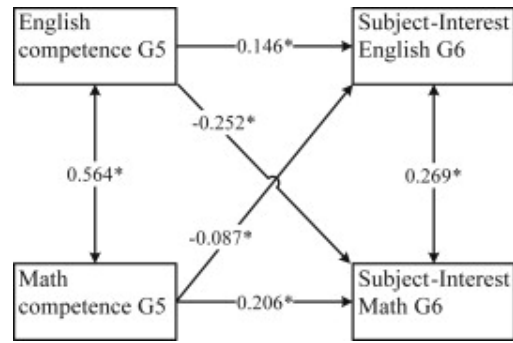 English
competence G5
Subject-Interest
English G6
0.146*
-0.252*
0.564*
0.269*
-0.087*
Math
competence G5
Subject-Interest
Math G6
0.206*